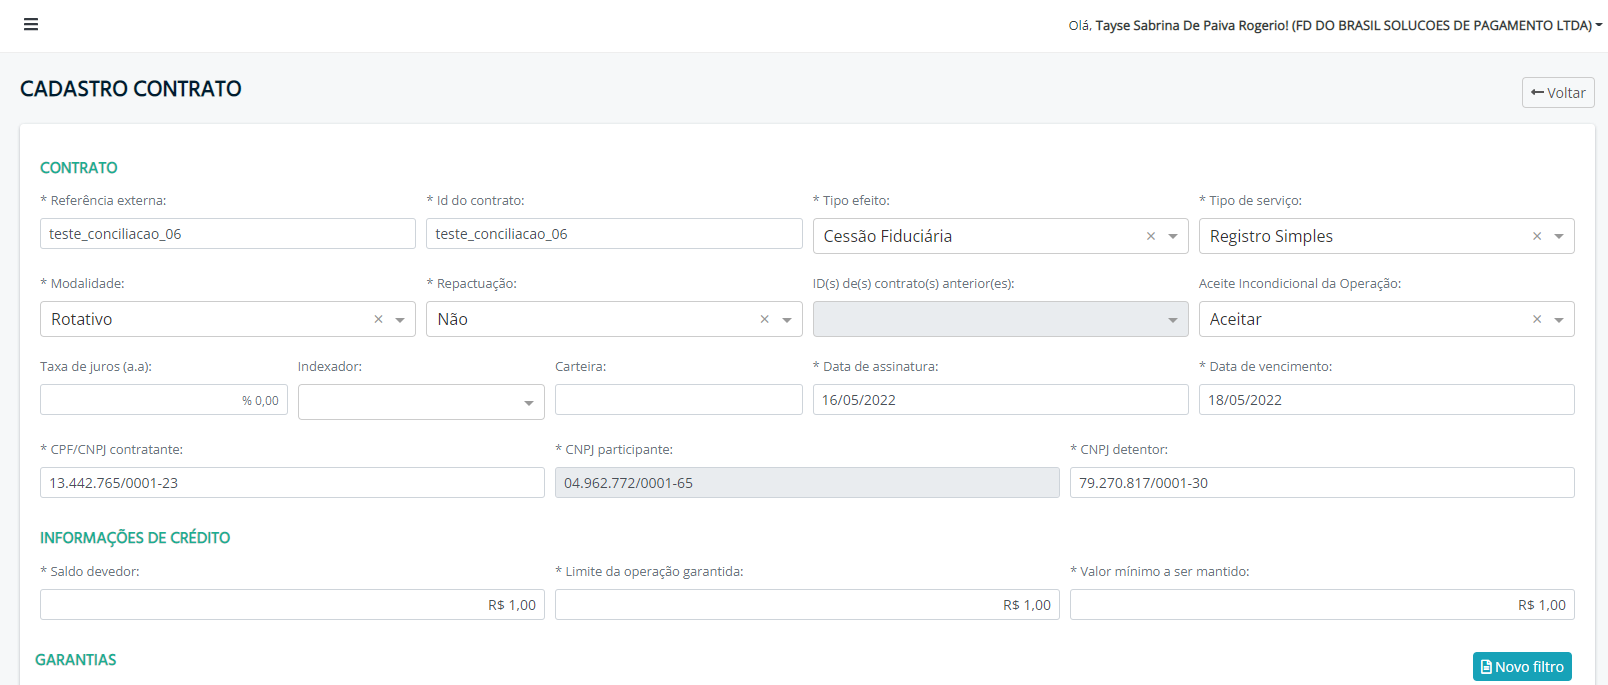 Olá, Tayse Sabrina De Paiva Rogerio! (FD DO BRASIL SOLUCOES DE PAGAMENTO LTDA)
CADASTRO CONTRATO
Voltar
CONTRATO
* Referência externa: * Id do contrato: * Tipo efeito: * Tipo de serviço:
teste_conciliacao_06 teste_conciliacao_06 Cessão Fiduciária × Registro Simples ×
* Modalidade: * Repactuação: ID(s) de(s) contrato(s) anterior(es): Aceite Incondicional da Operação:
Rotativo × Não × Aceitar ×
Taxa de juros (a.a): Indexador: Carteira: * Data de assinatura: * Data de vencimento:
% 0,00 16/05/2022 18/05/2022
* CPF/CNPJ contratante: * CNPJ participante: * CNPJ detentor:
13.442.765/0001-23 04.962.772/0001-65 79.270.817/0001-30
INFORMAÇÕES DE CRÉDITO
* Saldo devedor: * Limite da operação garantida: * Valor mínimo a ser mantido:
R$ 1,00 R$ 1,00 R$ 1,00
GARANTIAS
Novo filtro